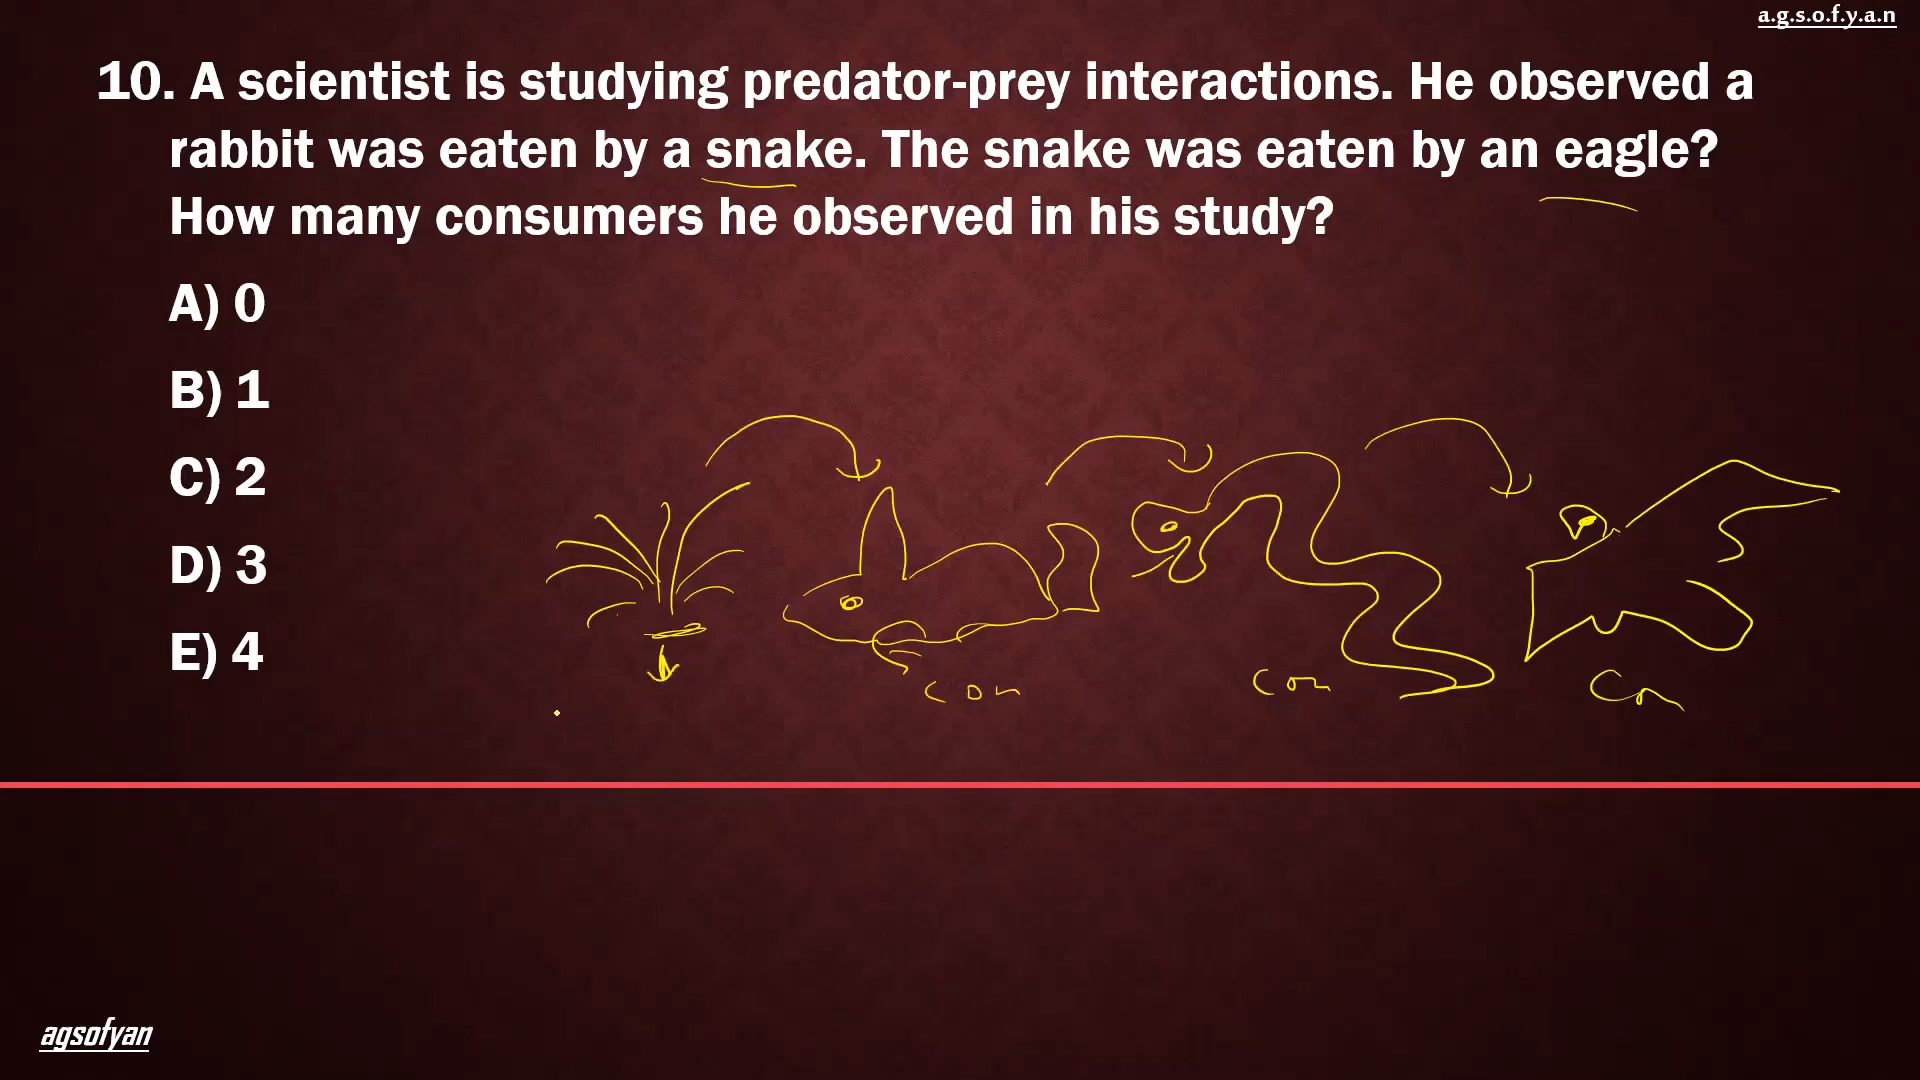 a.g.s.o.f.y.a.n
10. A scientist is studying predator-prey interactions. He observed a
rabbit was eaten by a snake. The snake was eaten by an eagle?
How many consumers he observed in his study?
A) 0
B) 1
C) 2
D) 3
E) 4
con
con
agsofyan